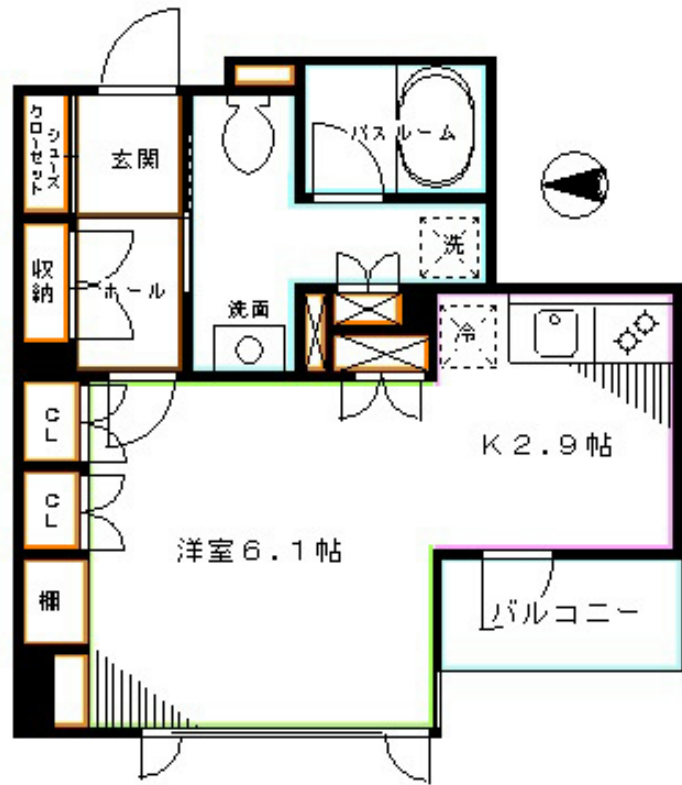 シューズ
クローゼット
玄関
バスルーム
収納
ホール
洗
洗面
冷
CL
K2.9帖
CL
洋室6.1帖
棚
バルコニー